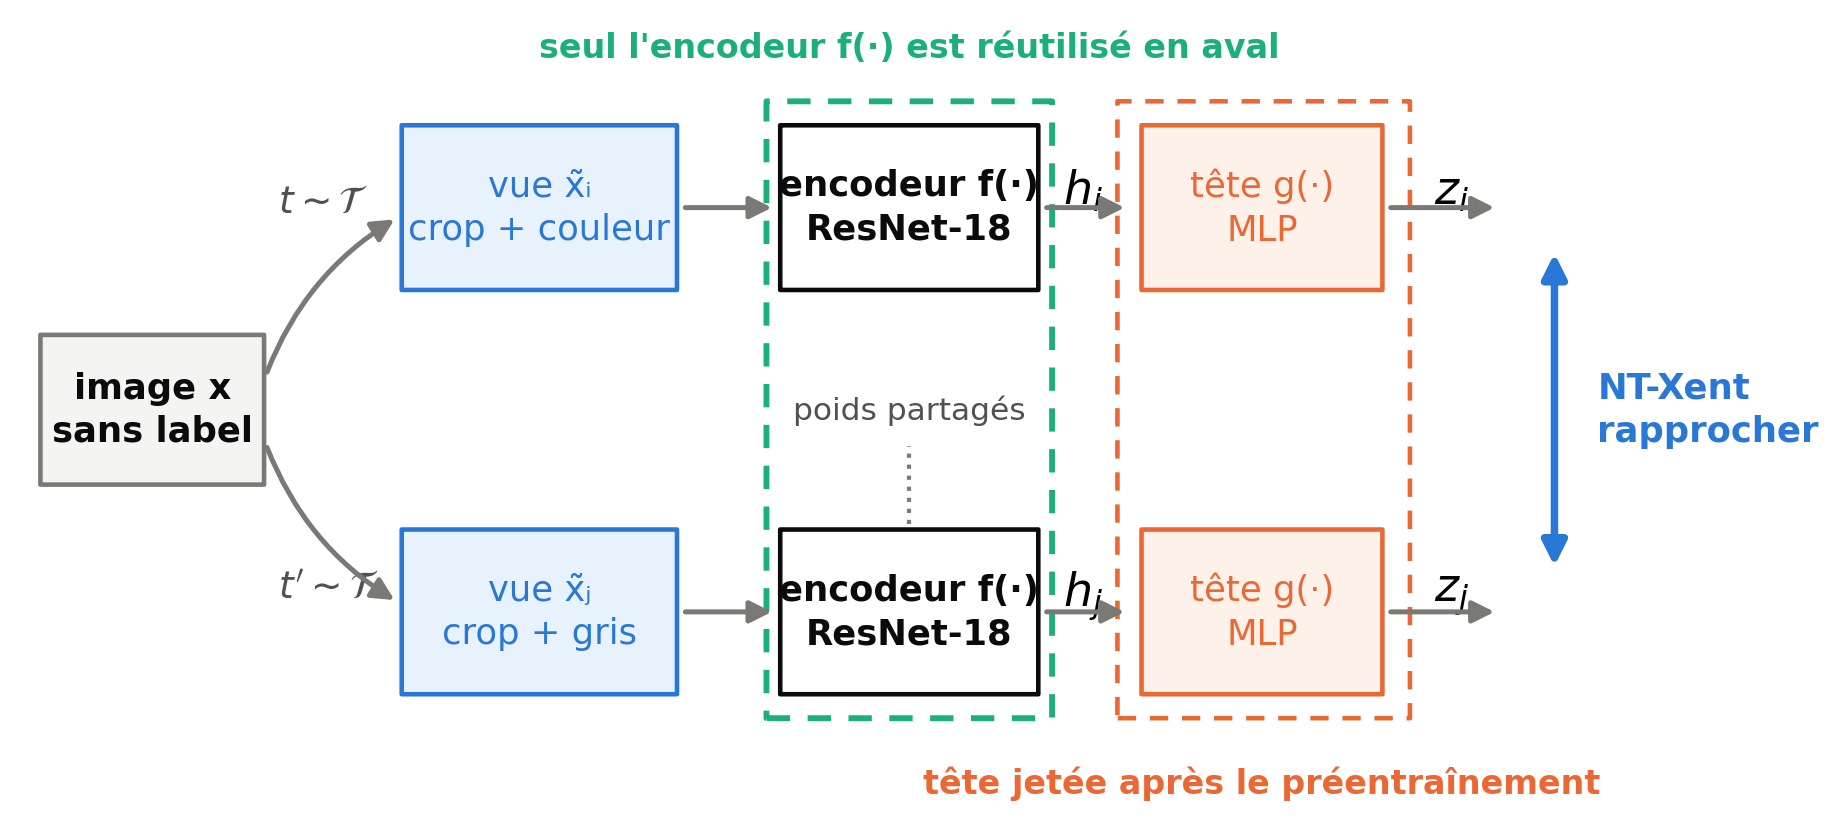 seul l'encodeur f(·) est réutilisé en aval
t ~ 𝒯
vue x̃ᵢ
crop + couleur
encodeur f(·)
ResNet-18
hᵢ
tête g(·)
MLP
zᵢ
image x
sans label
poids partagés
NT-Xent
rapprocher
t′ ~ 𝒯
vue x̃ⱼ
crop + gris
encodeur f(·)
ResNet-18
hⱼ
tête g(·)
MLP
zⱼ
tête jetée après le préentraînement